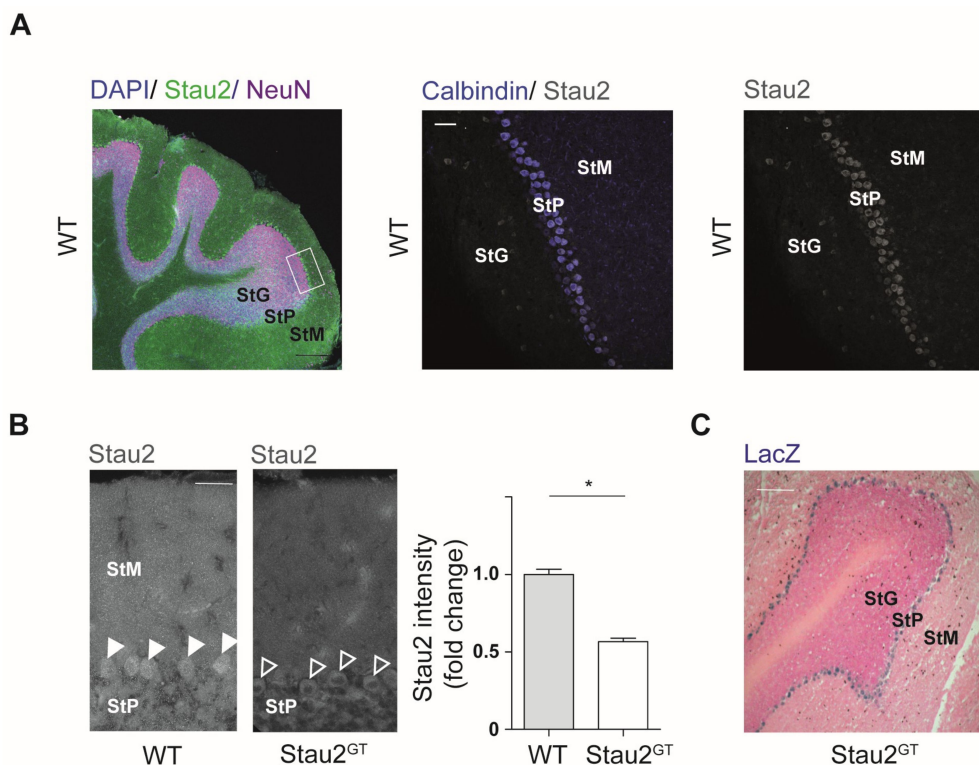 A
DAPI/ Stau2/ NeuN
WT
StG
StP
StM
Calbindin/ Stau2
WT
StM
StP
StG
Stau2
WT
StM
StP
StG
B
Stau2
StM
StP
WT
Stau2
StP
Stau2GT
Stau2 intensity
(fold change)
*
1.0
0.5
0
WT
Stau2GT
C
LacZ
StG
StP
StM
Stau2GT